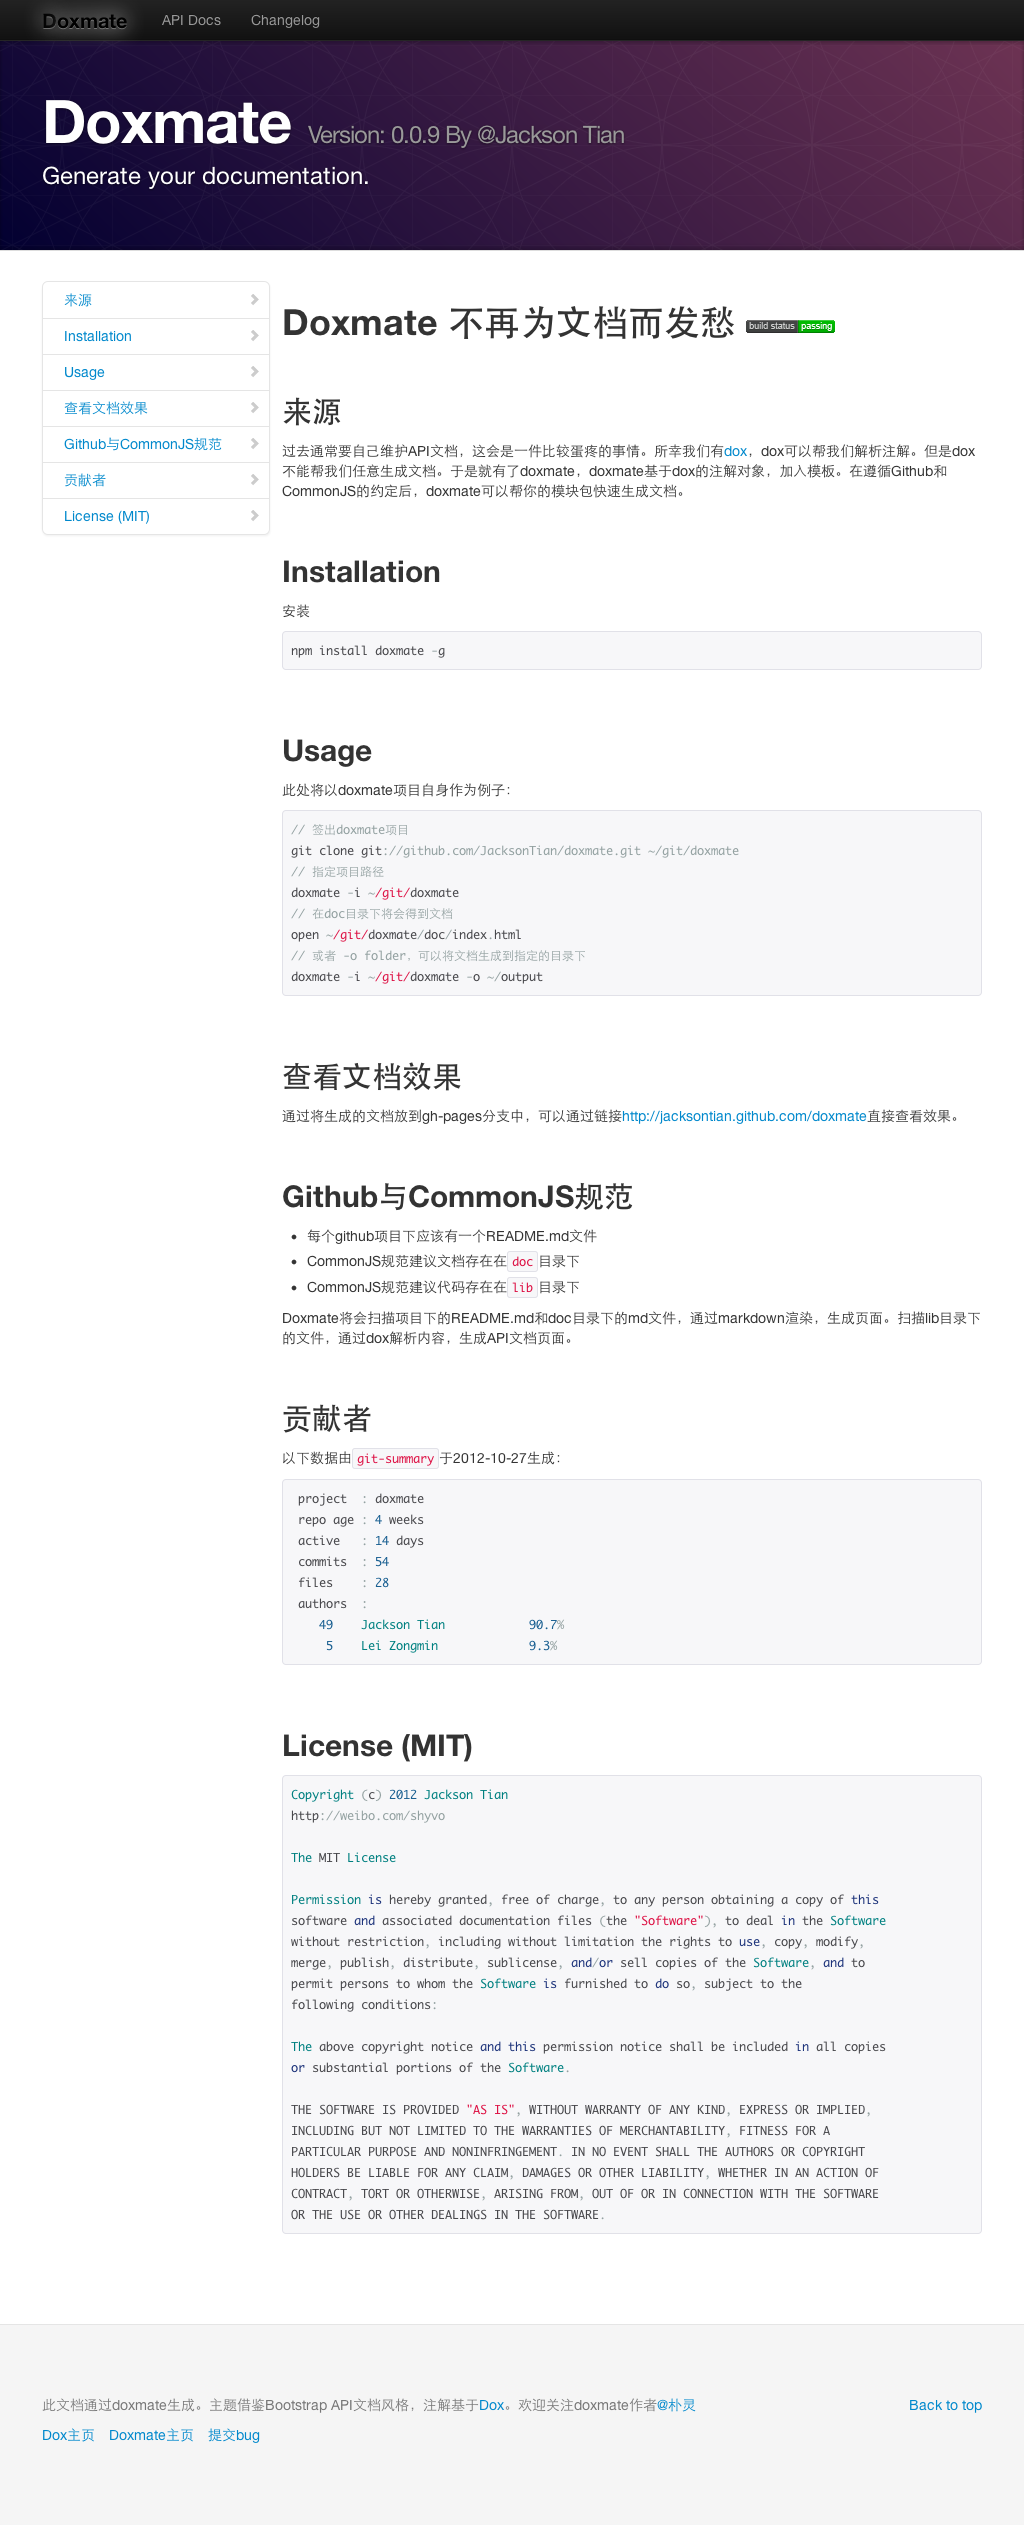 Doxmate API Docs Changelog
Doxmate Version: 0.0.9 By @Jackson Tian
Generate your documentation.
来源
Installation
Usage
查看文档效果
Github与CommonJS规范
贡献者
License (MIT)
Doxmate 不再为文档而发愁 build status passing
来源
过去通常要自己维护API文档，这会是一件比较蛋疼的事情。所幸我们有dox，dox可以帮我们解析注解。但是dox
不能帮我们任意生成文档。于是就有了doxmate，doxmate基于dox的注解对象，加入模板。在遵循Github和
CommonJS的约定后，doxmate可以帮你的模块包快速生成文档。
Installation
安装
npm install doxmate -g
Usage
此处将以doxmate项目自身作为例子：
// 签出doxmate项目
git clone git://github.com/JacksonTian/doxmate.git ~/git/doxmate
// 指定项目路径
doxmate -i ~/git/doxmate
// 在doc目录下将会得到文档
open ~/git/doxmate/doc/index.html
// 或者 -o folder，可以将文档生成到指定的目录下
doxmate -i ~/git/doxmate -o ~/output
查看文档效果
通过将生成的文档放到gh-pages分支中，可以通过链接http://jacksontian.github.com/doxmate直接查看效果。
Github与CommonJS规范
• 每个github项目下应该有一个README.md文件
• CommonJS规范建议文档存在在doc目录下
• CommonJS规范建议代码存在在lib目录下
Doxmate将会扫描项目下的README.md和doc目录下的md文件，通过markdown渲染，生成页面。扫描lib目录下
的文件，通过dox解析内容，生成API文档页面。
贡献者
以下数据由git-summary于2012-10-27生成：
project : doxmate
repo age : 4 weeks
active : 14 days
commits : 54
files : 28
authors :
49 Jackson Tian 90.7%
5 Lei Zongmin 9.3%
License (MIT)
Copyright (c) 2012 Jackson Tian
http://weibo.com/shyvo
The MIT License
Permission is hereby granted, free of charge, to any person obtaining a copy of this
software and associated documentation files (the "Software"), to deal in the Software
without restriction, including without limitation the rights to use, copy, modify,
merge, publish, distribute, sublicense, and/or sell copies of the Software, and to
permit persons to whom the Software is furnished to do so, subject to the
following conditions:
The above copyright notice and this permission notice shall be included in all copies
or substantial portions of the Software.
THE SOFTWARE IS PROVIDED "AS IS", WITHOUT WARRANTY OF ANY KIND, EXPRESS OR IMPLIED,
INCLUDING BUT NOT LIMITED TO THE WARRANTIES OF MERCHANTABILITY, FITNESS FOR A
PARTICULAR PURPOSE AND NONINFRINGEMENT. IN NO EVENT SHALL THE AUTHORS OR COPYRIGHT
HOLDERS BE LIABLE FOR ANY CLAIM, DAMAGES OR OTHER LIABILITY, WHETHER IN AN ACTION OF
CONTRACT, TORT OR OTHERWISE, ARISING FROM, OUT OF OR IN CONNECTION WITH THE SOFTWARE
OR THE USE OR OTHER DEALINGS IN THE SOFTWARE.
此文档通过doxmate生成。主题借鉴Bootstrap API文档风格，注解基于Dox。欢迎关注doxmate作者@朴灵 Back to top
Dox主页 Doxmate主页 提交bug